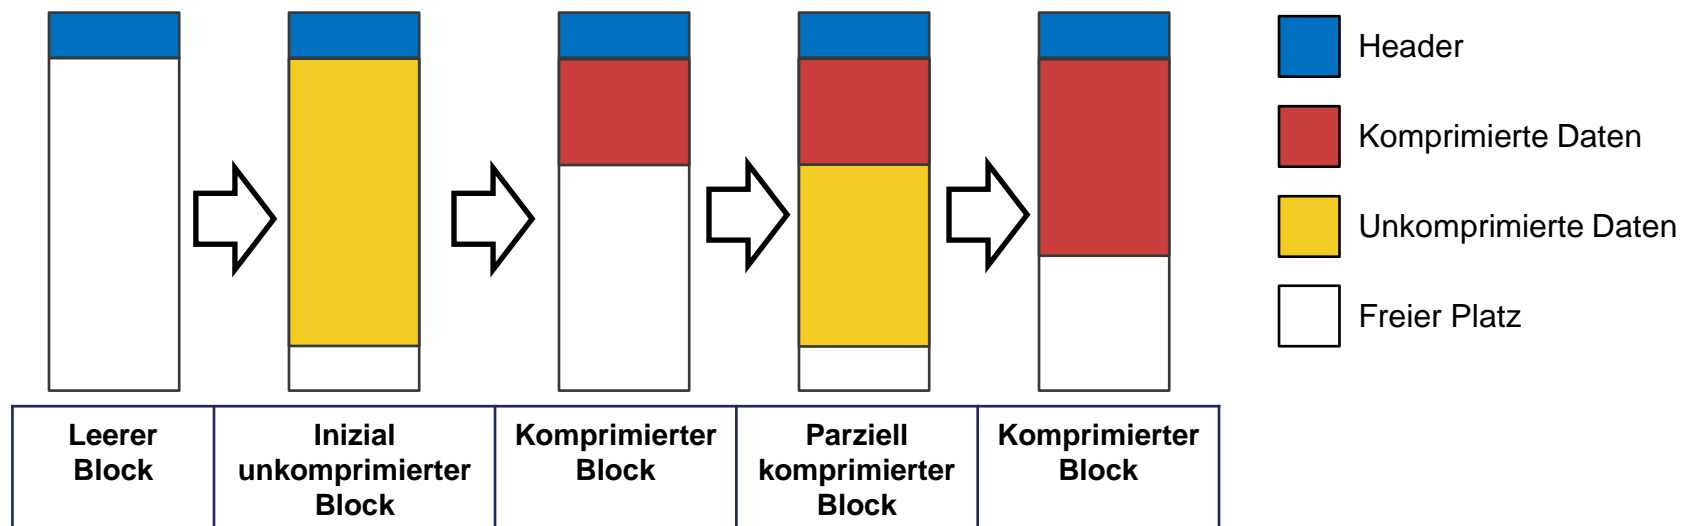 Header
Komprimierte Daten
Unkomprimierte Daten
Freier Platz
Leerer
Block
Inizial
unkomprimierter
Block
Komprimierter
Block
Parziell
komprimierter
Block
Komprimierter
Block